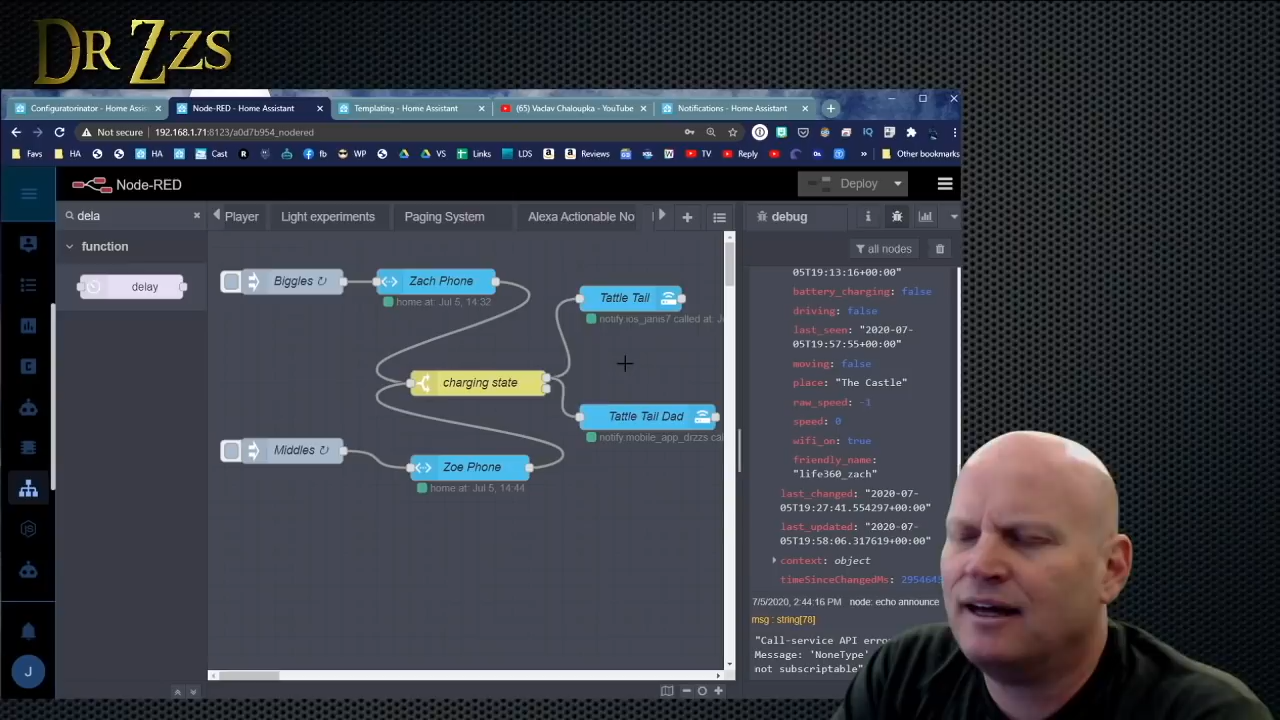 DR ZZS
Configuratorinator - Home Assis
Node-RED - Home Assistant
Templating - Home Assistant
(65) Vaclav Chaloupka - YouTube
Notifications - Home Assistant
Not secure
192.168.1.71:8123/a0d7b954_nodered
Favs
HA
HA
Cast
fb
WP
VS
Links
LDS
Reviews
TV
Reply
Other bookmarks
Node-RED
Deploy
dela
Player
Light experiments
Paging System
Alexa Actionable No
debug
function
all nodes
delay
Biggles ↻
Zach Phone
home at: Jul 5, 14:32
Tattle Tail
notify.ios_janis7 called at: J
charging state
Tattle Tail Dad
notify.mobile_app_drzzs cal
Middles ↻
Zoe Phone
home at: Jul 5, 14:44
05T19:13:16+00:00"
battery_charging: false
driving: false
last_seen: "2020-07-
05T19:57:55+00:00"
moving: false
place: "The Castle"
raw_speed: -1
speed: 0
wifi_on: true
friendly_name:
"life360_zach"
last_changed: "2020-07-
05T19:27:41.554297+00:00"
last_updated: "2020-07-
05T19:58:06.317619+00:00"
context: object
timeSinceChangedMs: 2954645
7/5/2020, 2:44:16 PM node: echo announce
msg : string[78]
"Call-service API erro
Message: 'NoneType'
not subscriptable"
J